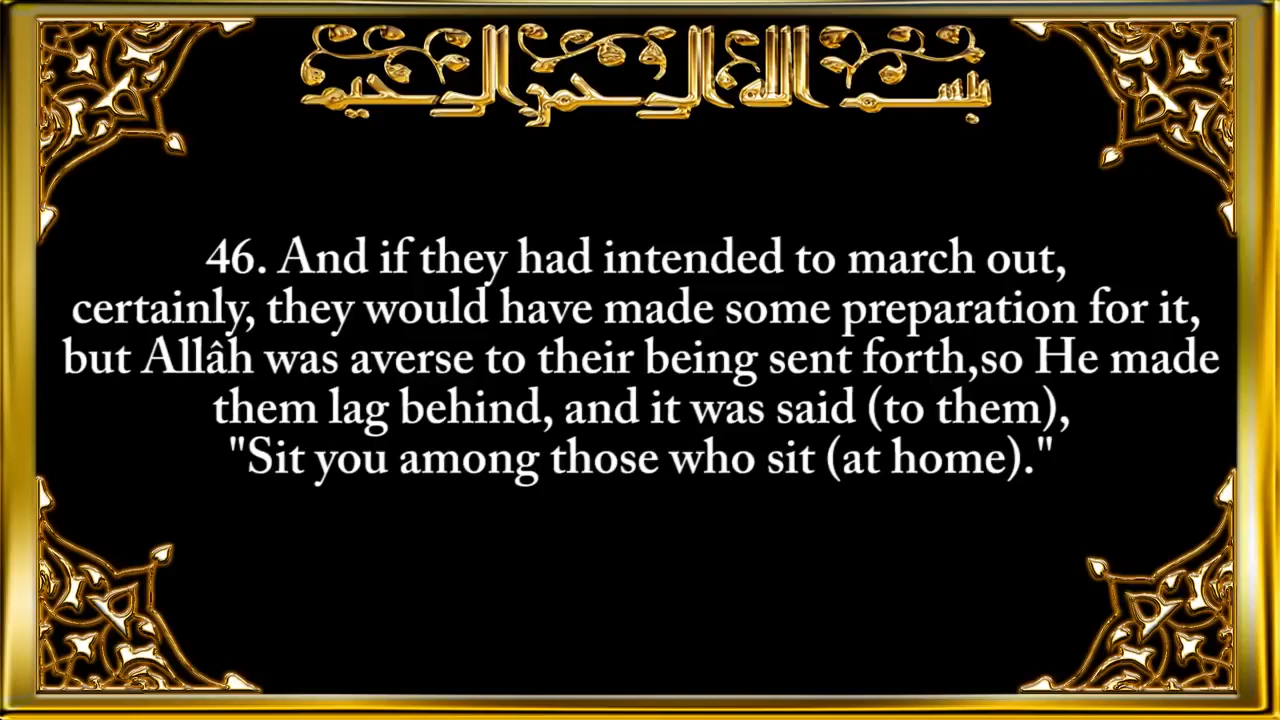 بسم الله الرحمن الرحيم
46. And if they had intended to march out,
certainly, they would have made some preparation for it,
but Allâh was averse to their being sent forth,so He made
them lag behind, and it was said (to them),
"Sit you among those who sit (at home)."